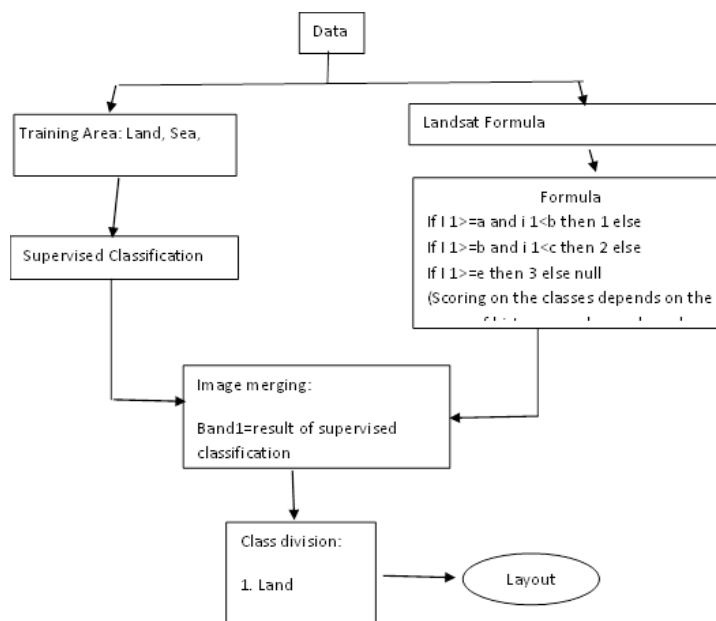 Data
Training Area: Land, Sea,
Landsat Formula
Supervised Classification
Formula
If I 1>=a and i 1<b then 1 else
If I 1>=b and i 1<c then 2 else
If I 1>=e then 3 else null
(Scoring on the classes depends on the
Image merging:
Band1=result of supervised
classification
Class division:
1. Land
Layout